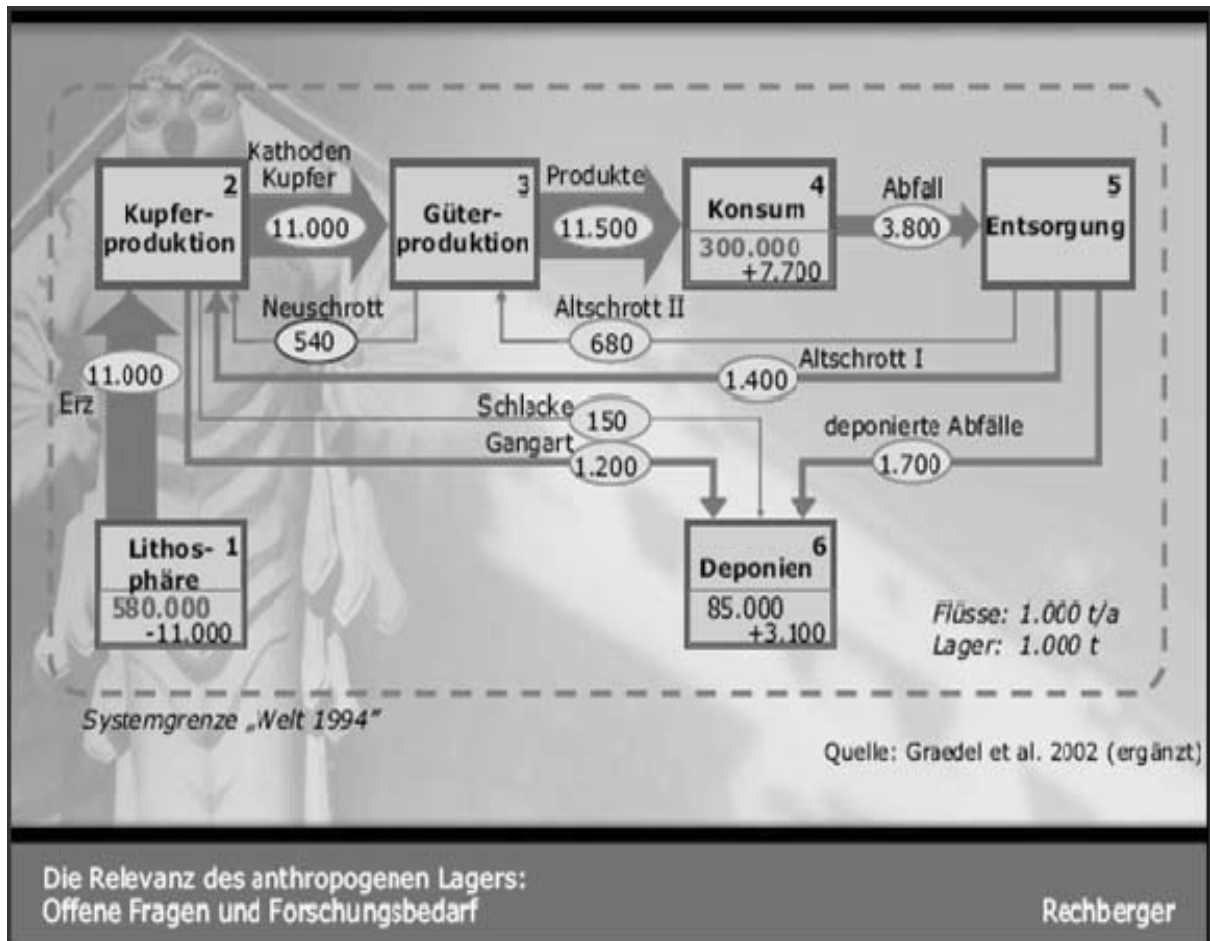 Kathoden
Kupfer
11.000
2
Kupfer-
produktion
3
Güter-
produktion
Produkte
11.500
4
Konsum
300.000
+7.700
Abfall
3.800
5
Entsorgung
Neuschrott
540
Altschrott II
680
Altschrott I
1.400
11.000
Erz
Schlacke
150
Gangart
1.200
deponierte Abfälle
1.700
Lithos- 1
phäre
580.000
-11.000
6
Deponien
85.000
+3.100
Flüsse: 1.000 t/a
Lager: 1.000 t
Systemgrenze „Welt 1994"
Quelle: Graedel et al. 2002 (ergänzt)
Die Relevanz des anthropogenen Lagers:
Offene Fragen und Forschungsbedarf
Rechberger